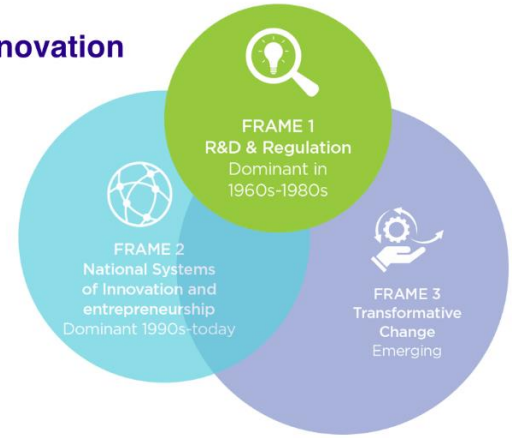 novation
FRAME 1
R&D & Regulation
Dominant in
1960s-1980s
FRAME 2
National Systems
of Innovation and
entrepreneurship
Dominant 1990s-today
FRAME 3
Transformative
Change
Emerging